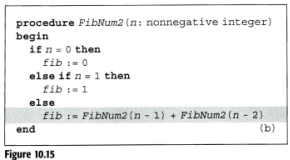 procedure FibNum2(n: nonnegative integer)
begin
if n = 0 then
fib := 0
else if n = 1 then
fib := 1
else
fib := FibNum2(n - 1) + FibNum2(n - 2)
end (b)
Figure 10.15